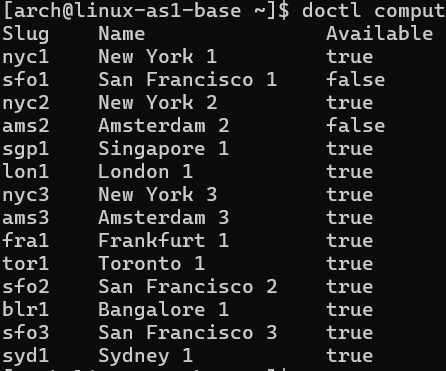 [arch@linux-as1-base ~]$ doctl comput
Slug Name Available
nyc1 New York 1 true
sfo1 San Francisco 1 false
nyc2 New York 2 true
ams2 Amsterdam 2 false
sgp1 Singapore 1 true
lon1 London 1 true
nyc3 New York 3 true
ams3 Amsterdam 3 true
fra1 Frankfurt 1 true
tor1 Toronto 1 true
sfo2 San Francisco 2 true
blr1 Bangalore 1 true
sfo3 San Francisco 3 true
syd1 Sydney 1 true